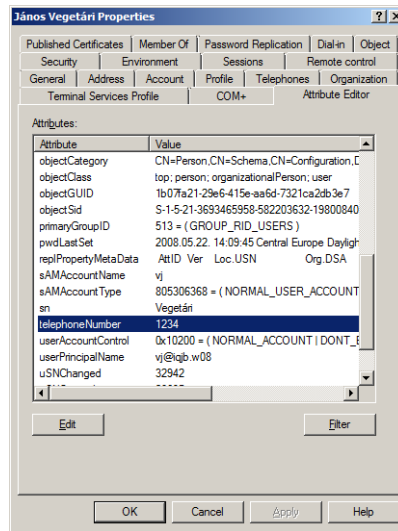 János Vegetári Properties
Published Certificates Member Of Password Replication Dial-in Object
Security Environment Sessions Remote control
General Address Account Profile Telephones Organization
Terminal Services Profile COM+ Attribute Editor
Attributes:
Attribute Value
objectCategory CN=Person,CN=Schema,CN=Configuration,D
objectClass top; person; organizationalPerson; user
objectGUID 1b07fa21-29e6-415e-aa6d-7321ca2db3e7
objectSid S-1-5-21-3693465958-582203632-19800840
primaryGroupID 513 = ( GROUP_RID_USERS )
pwdLastSet 2008.05.22. 14:09:45 Central Europe Dayligh
replPropertyMetaData AttID Ver Loc.USN Org.DSA
sAMAccountName vj
sAMAccountType 805306368 = ( NORMAL_USER_ACCOUNT
sn Vegetári
telephoneNumber 1234
userAccountControl 0x10200 = ( NORMAL_ACCOUNT | DONT_E
userPrincipalName vj@iqjb.w08
uSNChanged 32942
Edit Filter
OK Cancel Apply Help